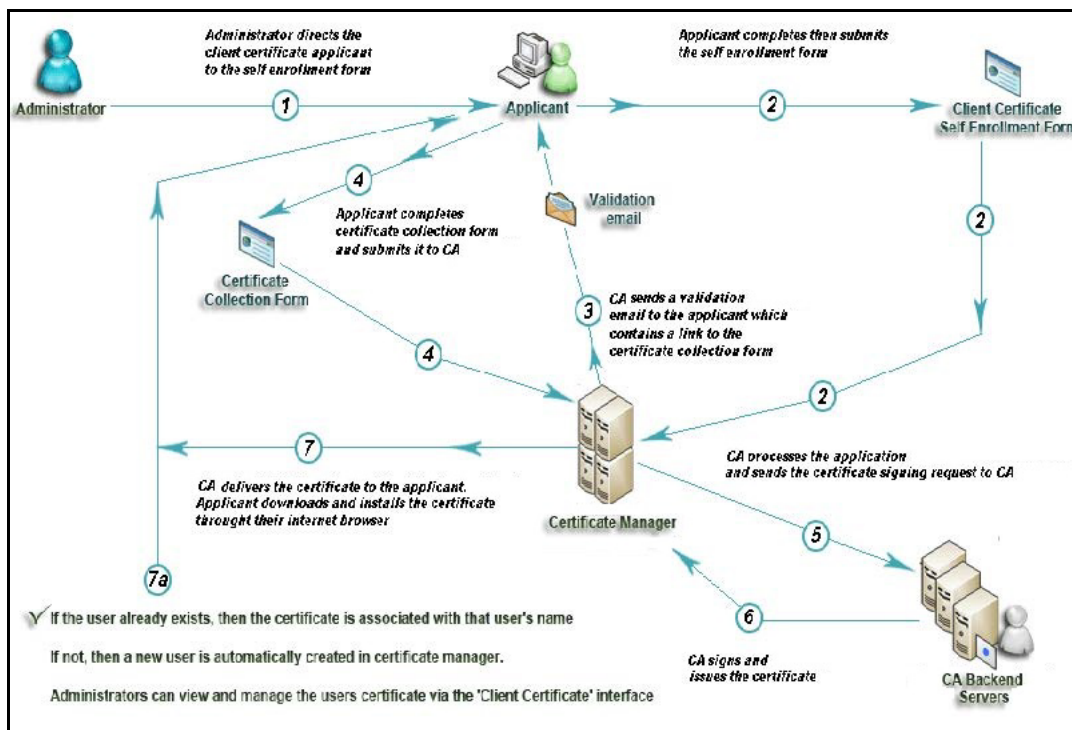 Administrator directs the
client certificate applicant
to the self enrollment form
Applicant completes then submits
the self enrollment form
Administrator
1
Applicant
2
Client Certificate
Self Enrollment Form
4
Validation
email
2
Applicant completes
certificate collection form
and submits it to CA
Certificate
Collection Form
CA sends a validation
email to the applicant which
contains a link to the
certificate collection form
3
4
2
7
CA processes the application
and sends the certificate signing request to CA
CA delivers the certificate to the applicant.
Applicant downloads and installs the certificate
throught their internet browser
Certificate Manager
5
7a
If the user already exists, then the certificate is associated with that user's name
If not, then a new user is automatically created in certificate manager.
Administrators can view and manage the users certificate via the 'Client Certificate' interface
6
CA signs and
issues the certificate
CA Backend
Servers